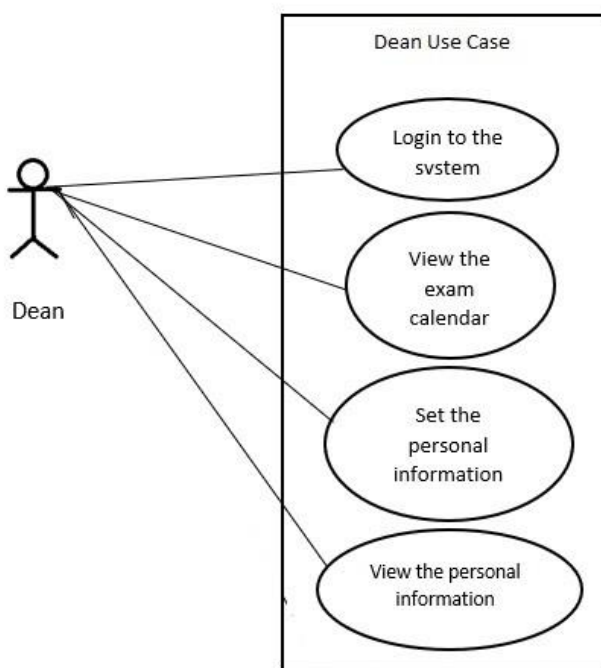 Dean Use Case
Login to the
svstem
View the
exam
calendar
Dean
Set the
personal
information
View the personal
information